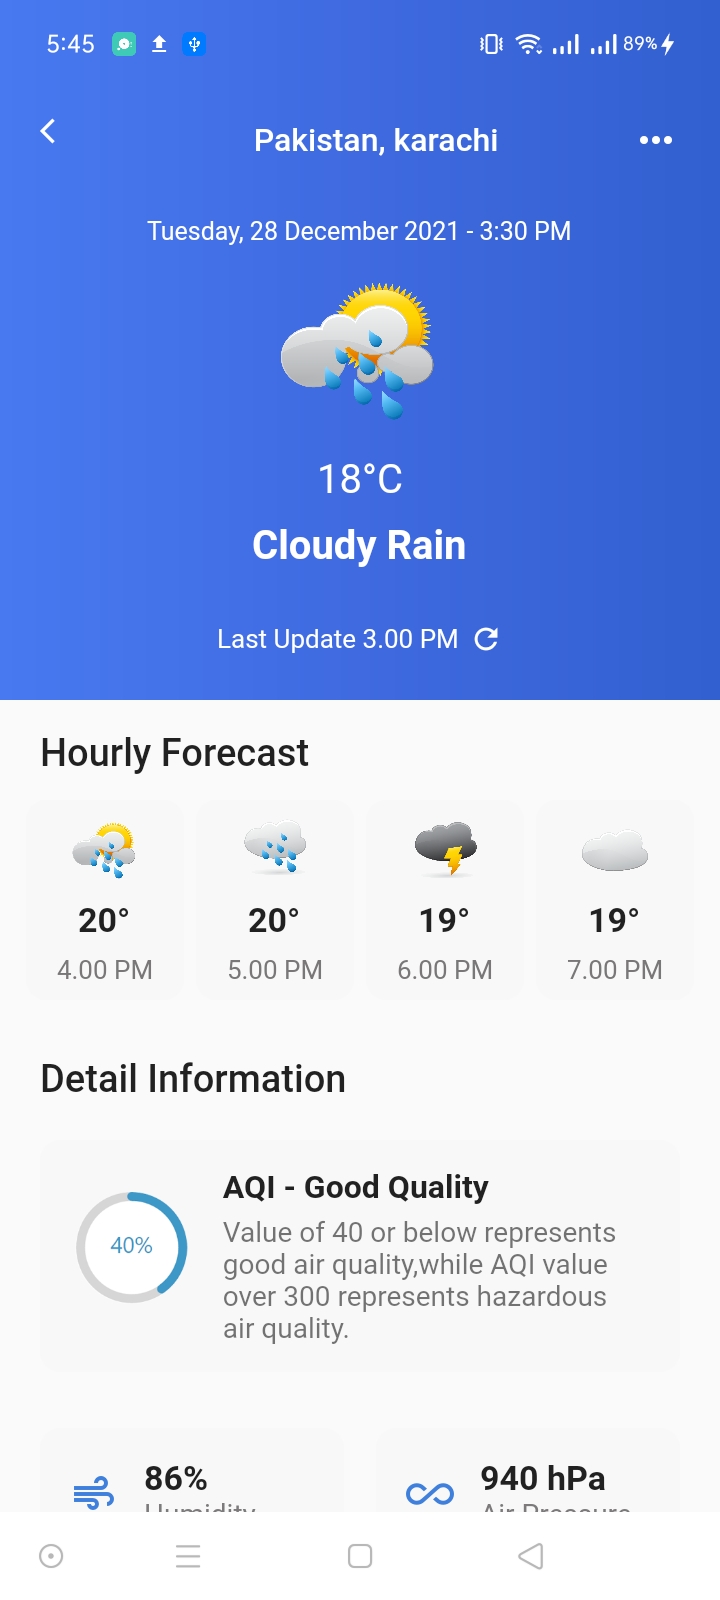 5:45
89%
Pakistan, karachi
Tuesday, 28 December 2021 - 3:30 PM
18°C
Cloudy Rain
Last Update 3.00 PM
Hourly Forecast
20° 20° 19° 19°
4.00 PM 5.00 PM 6.00 PM 7.00 PM
Detail Information
AQI - Good Quality
40%
Value of 40 or below represents
good air quality,while AQI value
over 300 represents hazardous
air quality.
86% 940 hPa
Humidity Air Pressure